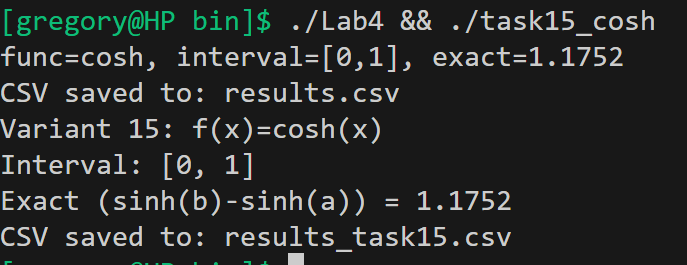 [gregory@HP bin]$ ./Lab4 && ./task15_cosh
func=cosh, interval=[0,1], exact=1.1752
CSV saved to: results.csv
Variant 15: f(x)=cosh(x)
Interval: [0, 1]
Exact (sinh(b)-sinh(a)) = 1.1752
CSV saved to: results_task15.csv
[gregory@HP bin]$